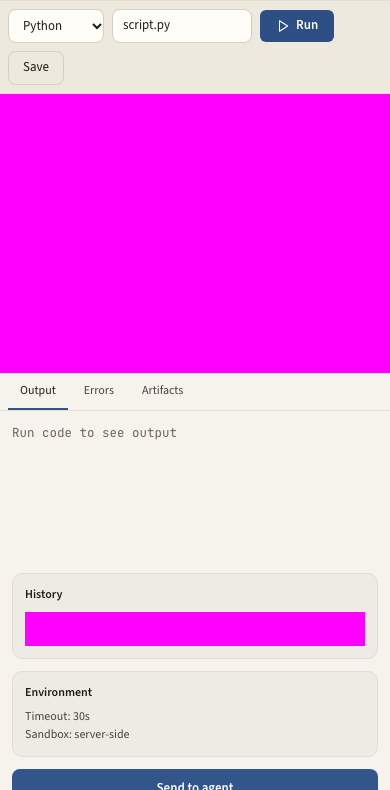 Python
script.py
Run
Save
Output
Errors
Artifacts
Run code to see output
History
Environment
Timeout: 30s
Sandbox: server-side
Send to agent